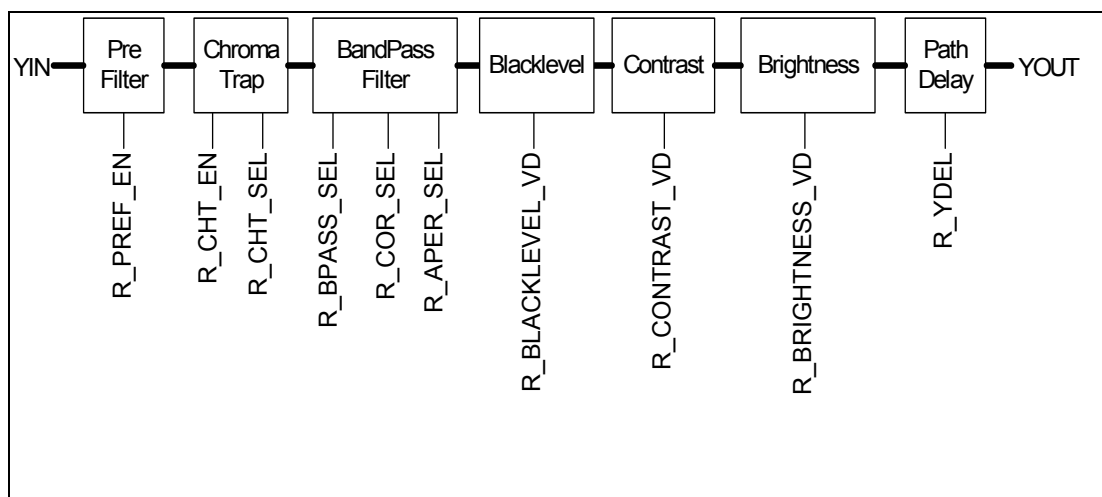 YIN
Pre
Filter
Chroma
Trap
BandPass
Filter
Blacklevel
Contrast
Brightness
Path
Delay
YOUT
R_PREF_EN
R_CHT_EN
R_CHT_SEL
R_BPASS_SEL
R_COR_SEL
R_APER_SEL
R_BLACKLEVEL_VD
R_CONTRAST_VD
R_BRIGHTNESS_VD
R_YDEL